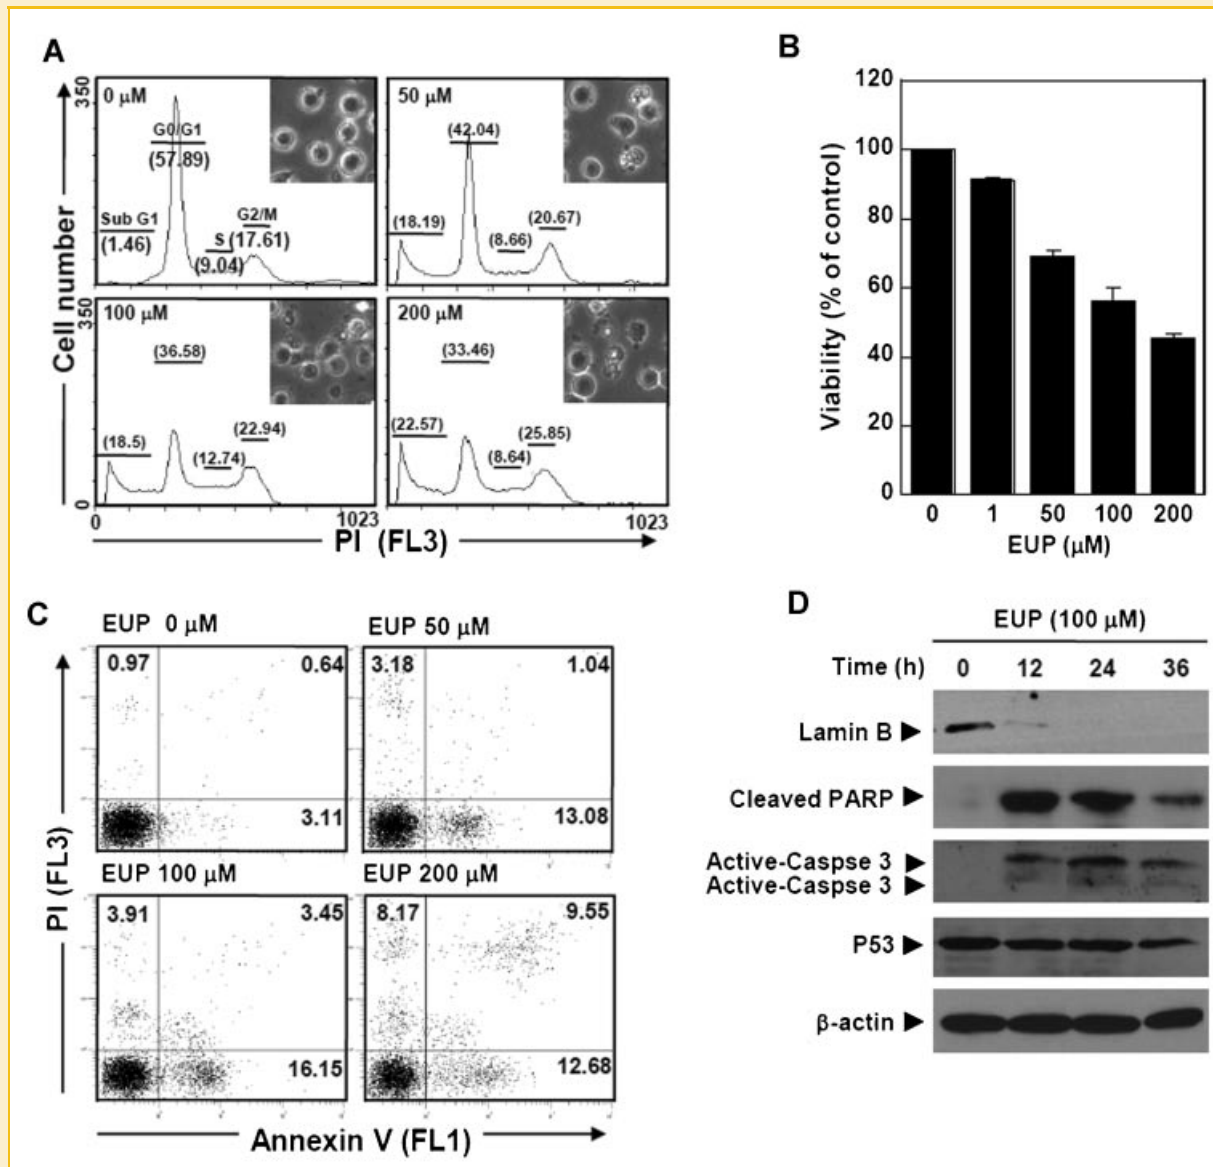 A
Cell number
350
0 μM
G0/G1
(57.89)
Sub G1
(1.46)
S
(9.04)
G2/M
(17.61)
50 μM
(42.04)
(18.19)
(8.66)
(20.67)
350
100 μM
(36.58)
(18.5)
(12.74)
(22.94)
0
200 μM
(33.46)
(22.57)
(8.64)
(25.85)
0
1023
1023
PI (FL3)
B
Viability (% of control)
120
100
80
60
40
20
0
0 1 50 100 200
EUP (μM)
C
PI (FL3)
EUP 0 μM
0.97 0.64
3.11
EUP 50 μM
3.18 1.04
13.08
EUP 100 μM
3.91 3.45
16.15
EUP 200 μM
8.17 9.55
12.68
Annexin V (FL1)
D
EUP (100 μM)
Time (h) 0 12 24 36
Lamin B
Cleaved PARP
Active-Caspse 3
Active-Caspse 3
P53
β-actin